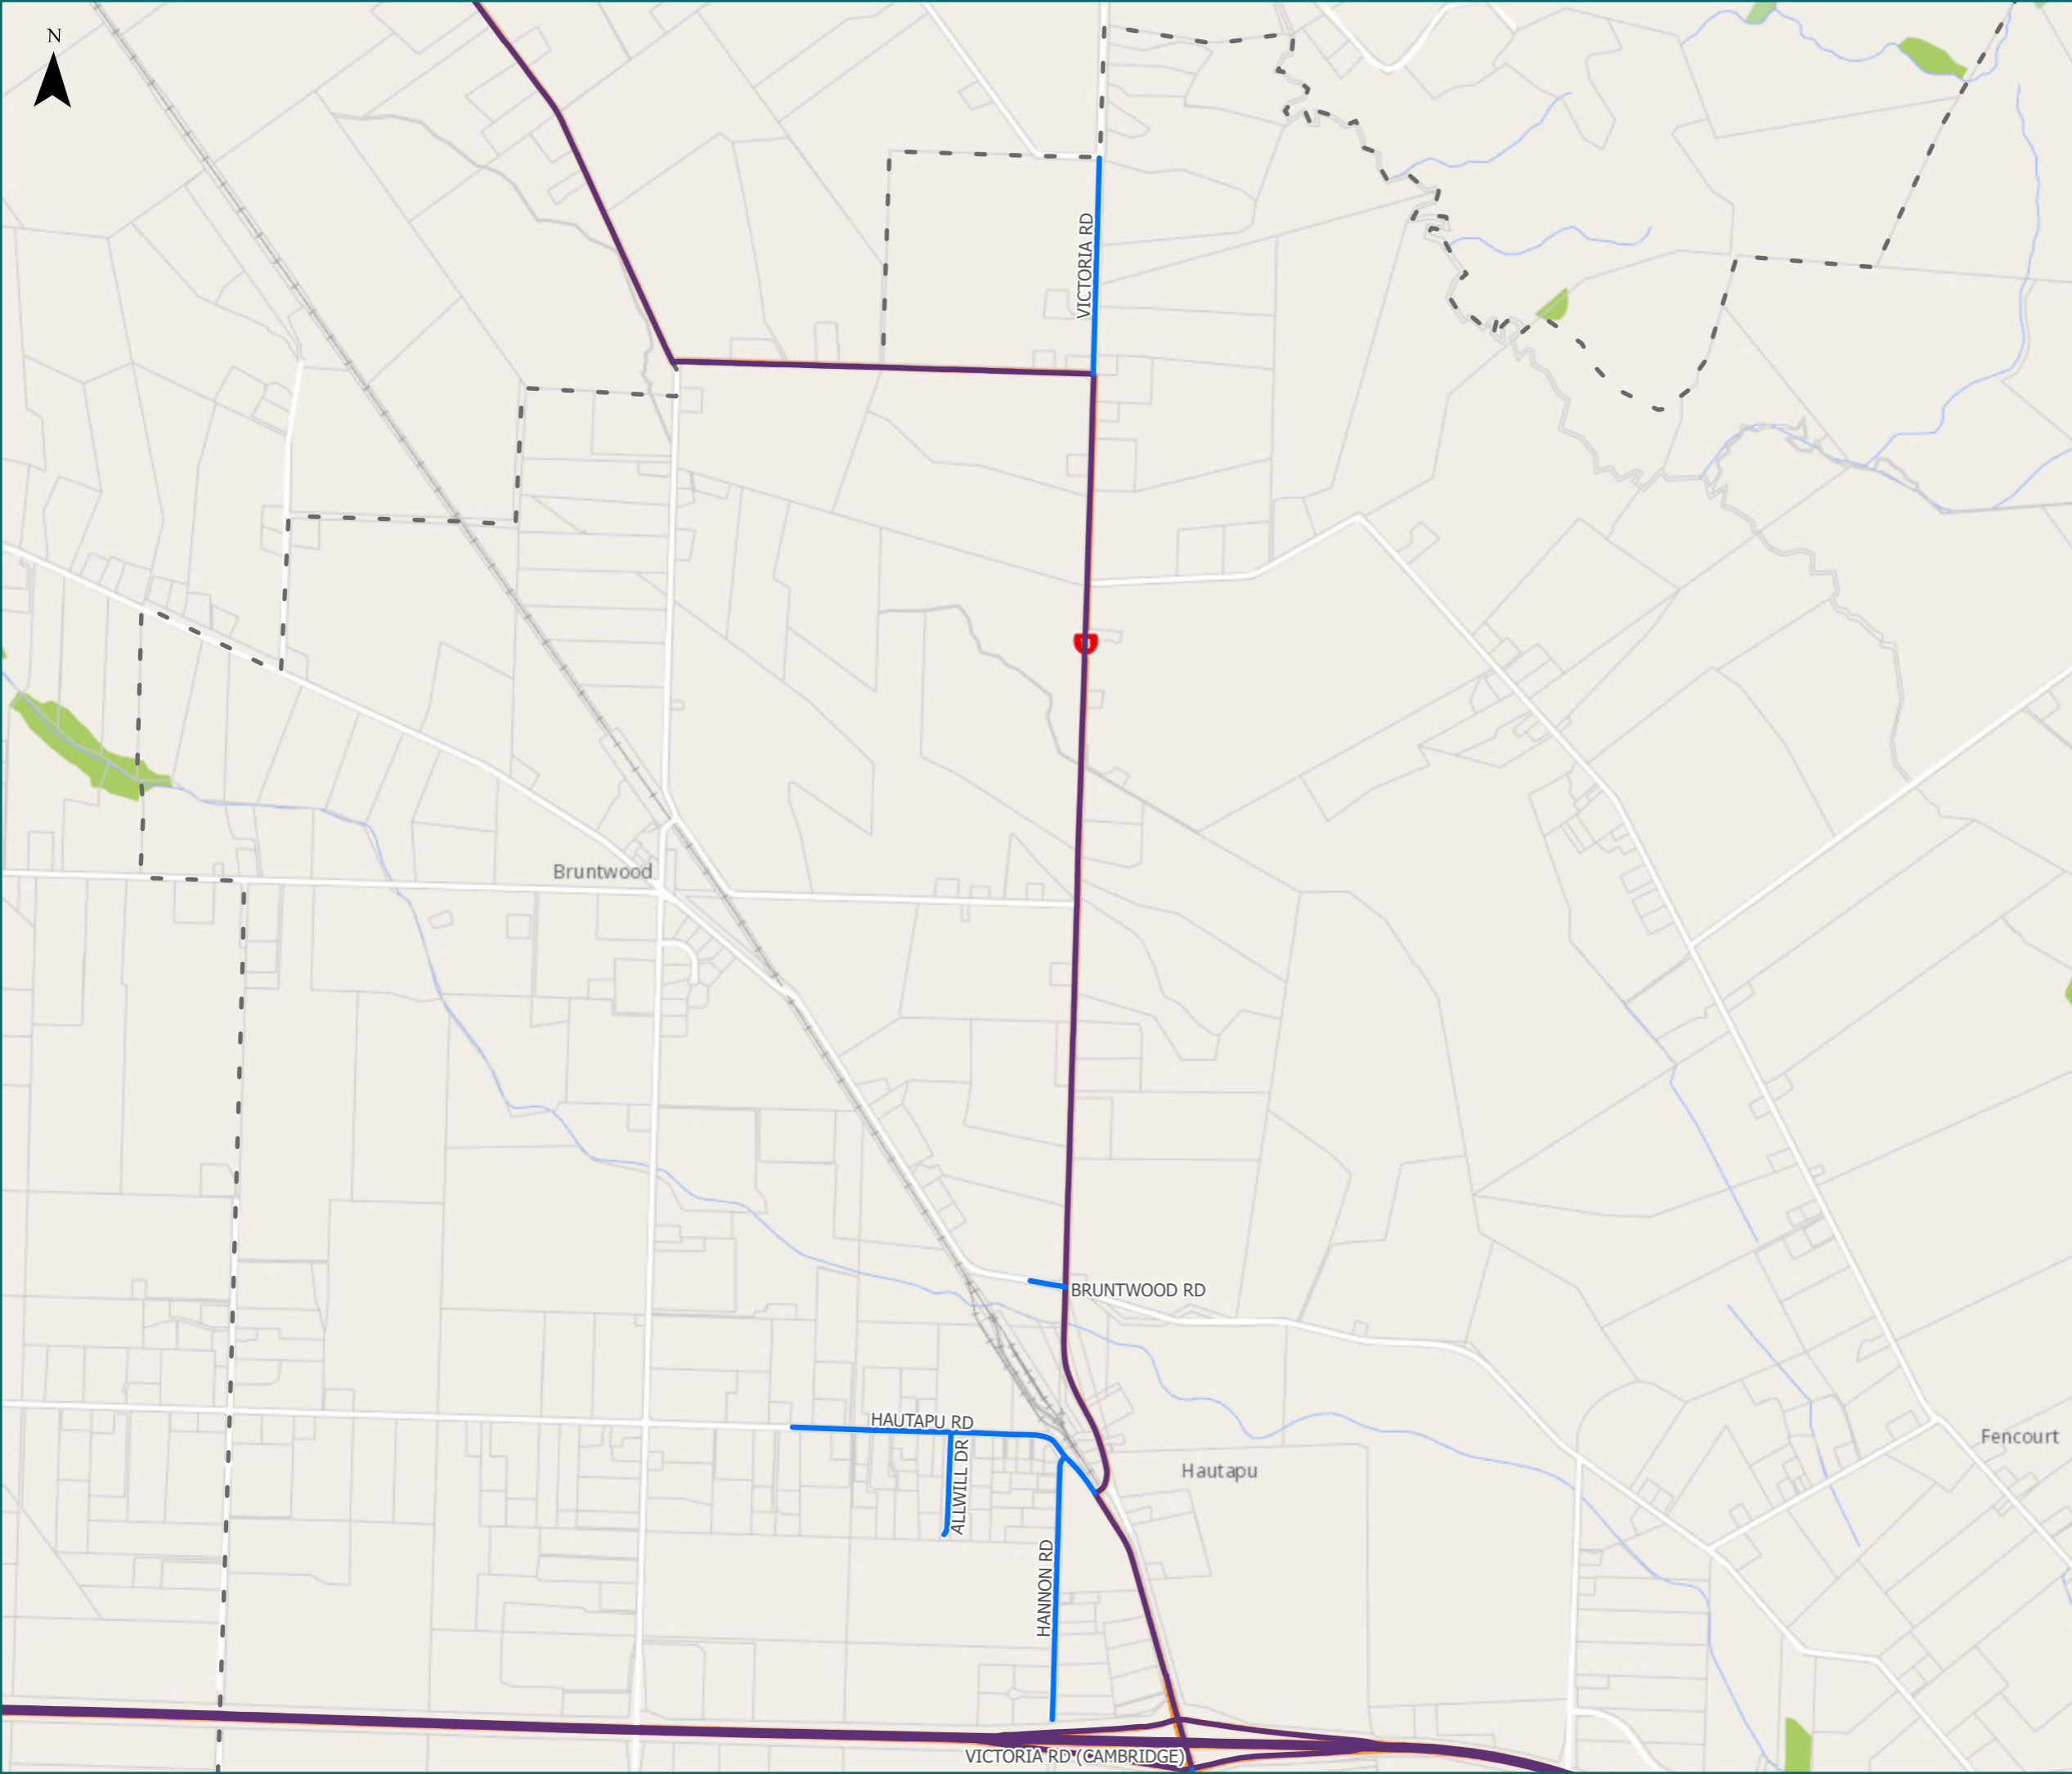 N
VICTORIA RD
Bruntwood
BRUNTWOOD RD
HAUTAPU RD
ALLWILL DR
Hautapu
Fencourt
HANNON RD
VICTORIA RD (CAMBRIDGE)